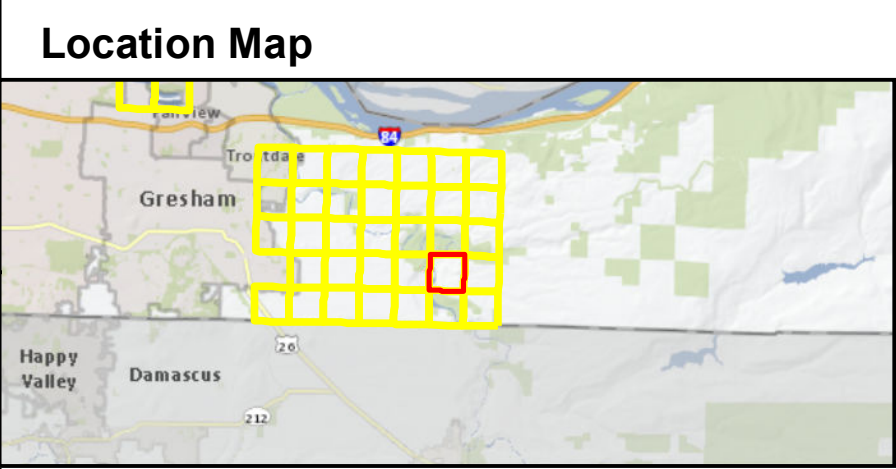 Location Map
Fairview
84
Troutdale
Gresham
26
Happy
Valley
Damascus
212